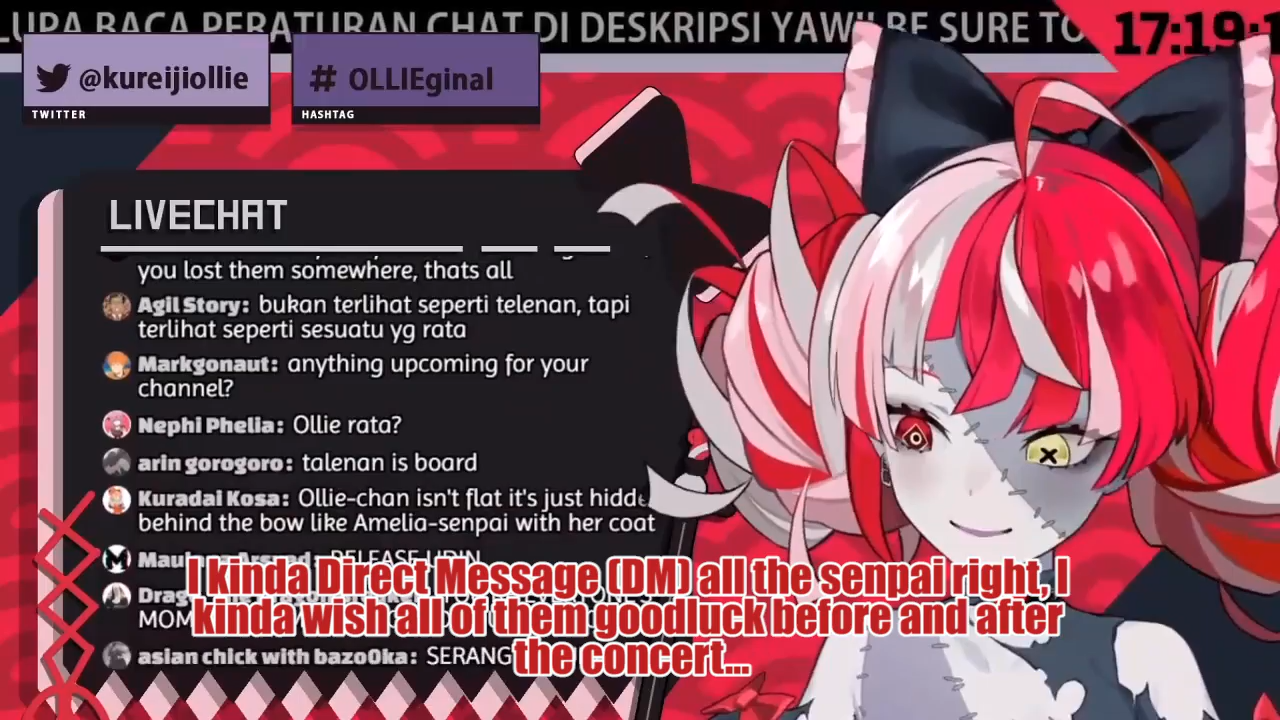 LUPA BACA PERATURAN CHAT DI DESKRIPSI YAW!! BE SURE TO
17:19:1
@kureijiollie
# OLLIEginal
TWITTER
HASHTAG
LIVECHAT
you lost them somewhere, thats all
Agil Story: bukan terlihat seperti telenan, tapi
terlihat seperti sesuatu yg rata
Markgonaut: anything upcoming for your
channel?
Nephi Phelia: Ollie rata?
arin gorogoro: talenan is board
Kuradai Kosa: Ollie-chan isn't flat it's just hidde
behind the bow like Amelia-senpai with her coat
RELEASE UDIN
I kinda Direct Message (DM) all the senpai right, I
kinda wish all of them goodluck before and after
the concert...
asian chick with bazo0ka: SERANG